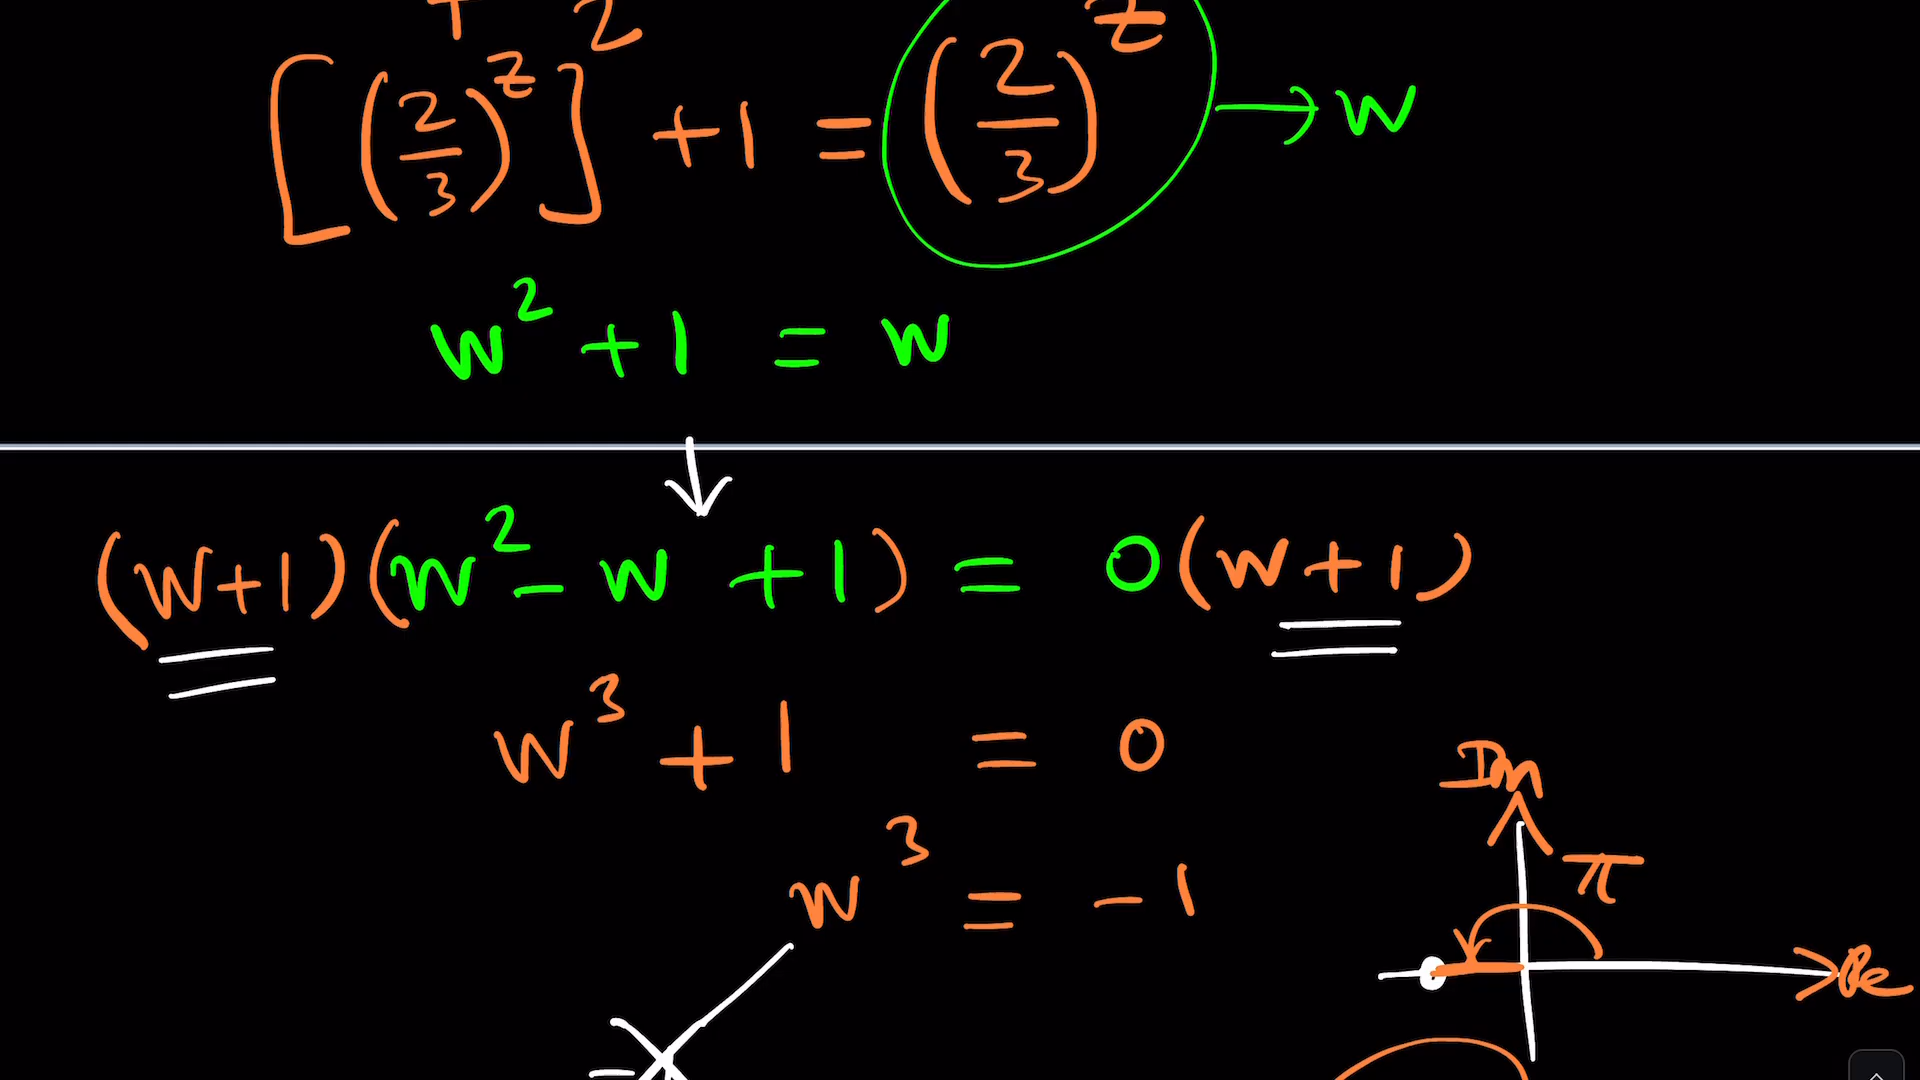 [(2/3)^z]^2 + 1 = (2/3)^z → w
w^2 + 1 = w
(w+1)(w^2 - w + 1) = 0(w+1)
w^3 + 1 = 0
Im
w^3 = -1
π
Re